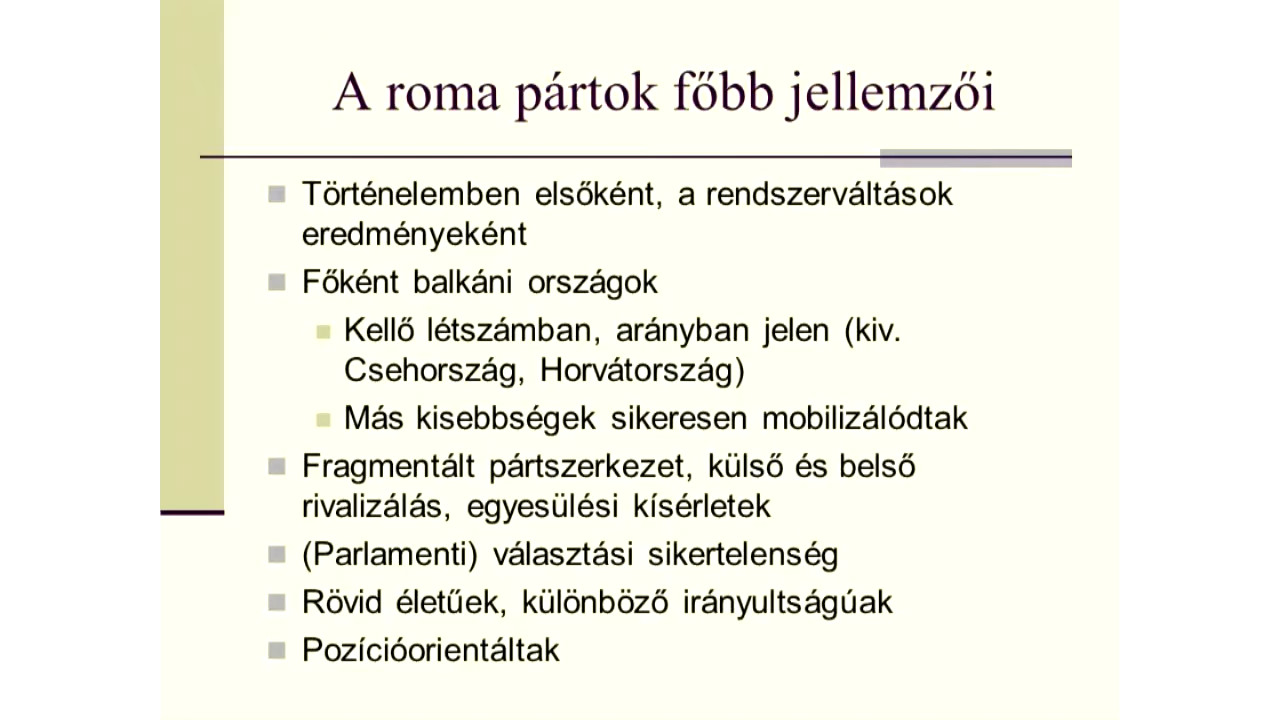 A roma pártok főbb jellemzői
Történelemben elsőként, a rendszerváltások
eredményeként
Főként balkáni országok
Kellő létszámban, arányban jelen (kiv.
Csehország, Horvátország)
Más kisebbségek sikeresen mobilizálódtak
Fragmentált pártszerkezet, külső és belső
rivalizálás, egyesülési kísérletek
(Parlamenti) választási sikertelenség
Rövid életűek, különböző irányultságúak
Pozícióorientáltak